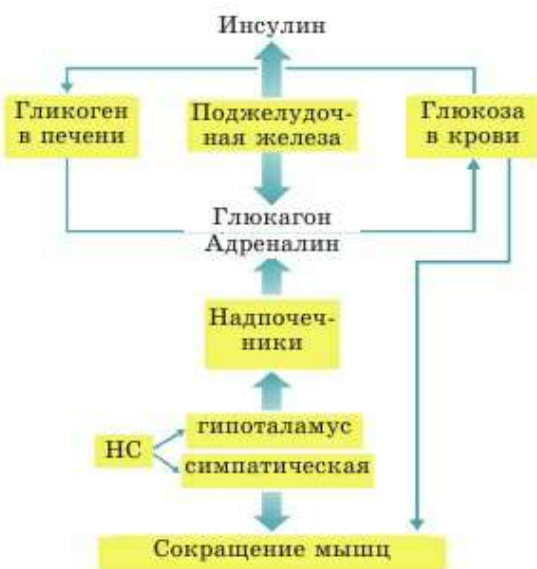 Инсулин
Гликоген
в печени
Поджелудоч-
ная железа
Глюкоза
в крови
Глюкагон
Адреналин
Надпочеч-
ники
НС
гипоталамус
симпатическая
Сокращение мышц